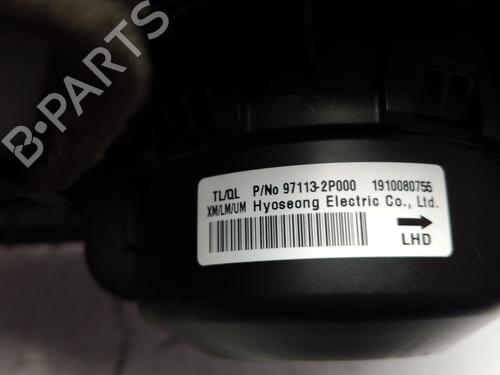 B-PARTS
TL/QL P/No 97113-2P000 1910080755
XM/LM/UM Hyoseong Electric Co., Ltd.
LHD